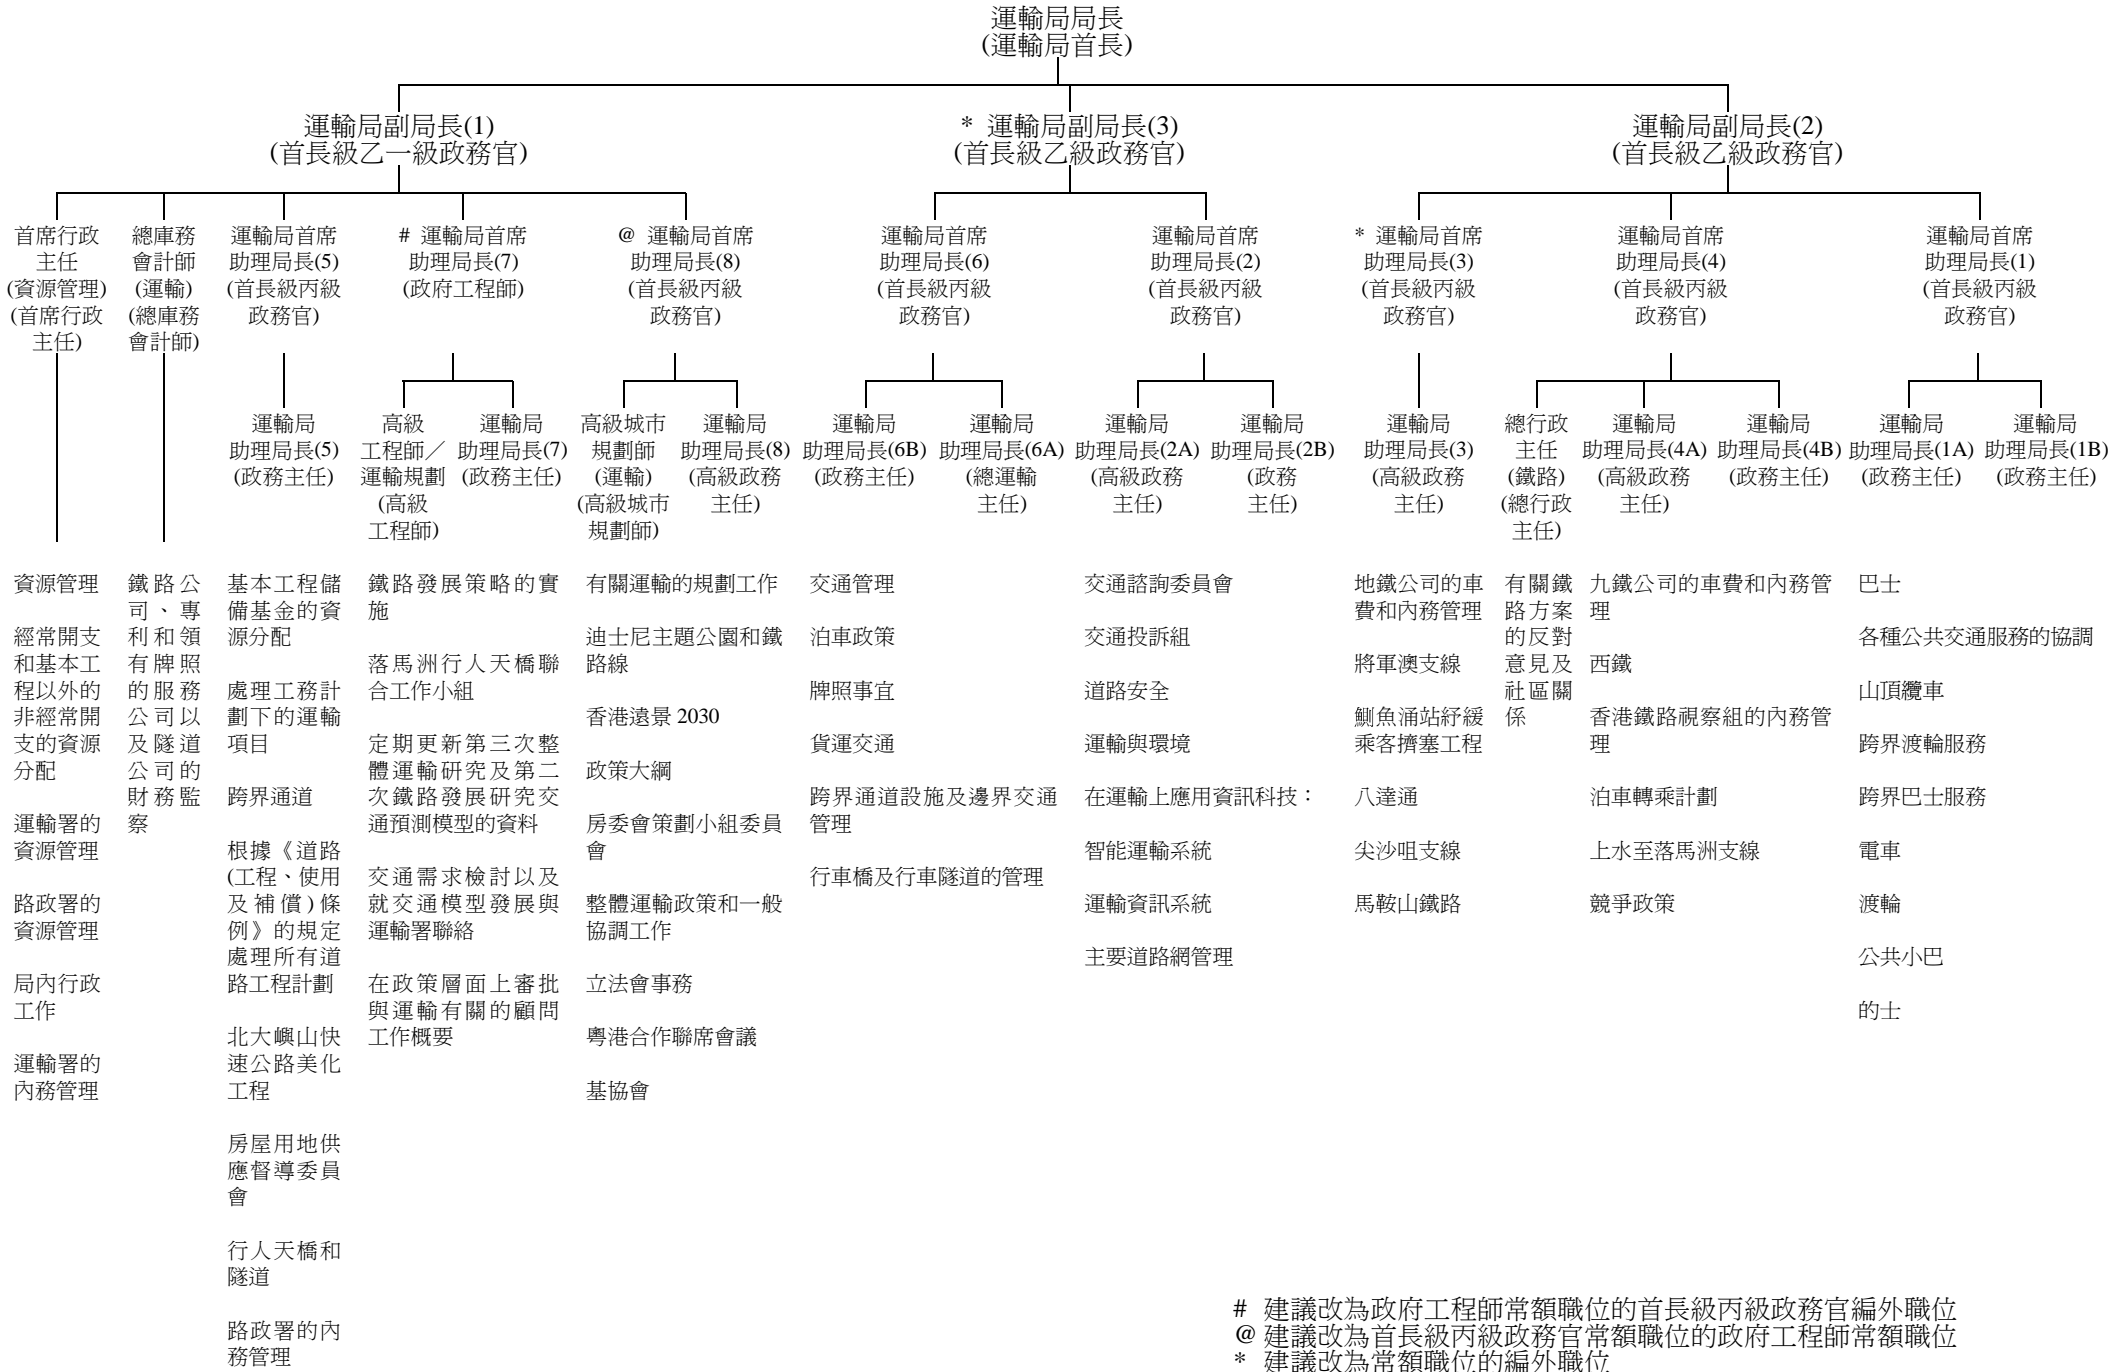 運輸局局長
(運輸局首長)
運輸局副局長(1)
(首長級乙一級政務官)
* 運輸局副局長(3)
(首長級乙級政務官)
運輸局副局長(2)
(首長級乙級政務官)
首席行政
主任
(資源管理)
(首席行政
主任)
總庫務
會計師
(運輸)
(總庫務
會計師)
運輸局首席
助理局長(5)
(首長級丙級
政務官)
# 運輸局首席
助理局長(7)
(政府工程師)
@ 運輸局首席
助理局長(8)
(首長級丙級
政務官)
運輸局首席
助理局長(6)
(首長級丙級
政務官)
運輸局首席
助理局長(2)
(首長級丙級
政務官)
* 運輸局首席
助理局長(3)
(首長級丙級
政務官)
運輸局首席
助理局長(4)
(首長級丙級
政務官)
運輸局首席
助理局長(1)
(首長級丙級
政務官)
運輸局
助理局長(5)
(政務主任)
高級
工程師／
運輸規劃
(高級
工程師)
運輸局
助理局長(7)
(政務主任)
高級城市
規劃師
(運輸)
(高級城市
規劃師)
運輸局
助理局長(8)
(高級政務
主任)
運輸局
助理局長(6B)
(政務主任)
運輸局
助理局長(6A)
(總運輸
主任)
運輸局
助理局長(2A)
(高級政務
主任)
運輸局
助理局長(2B)
(政務
主任)
運輸局
助理局長(3)
(高級政務
主任)
總行政
主任
(鐵路)
(總行政
主任)
運輸局
助理局長(4A)
(高級政務
主任)
運輸局
助理局長(4B)
(政務主任)
運輸局
助理局長(1A)
(政務主任)
運輸局
助理局長(1B)
(政務主任)
資源管理
經常開支
和基本工
程以外的
非經常開
支的資源
分配
運輸署的
資源管理
路政署的
資源管理
局內行政
工作
運輸署的
內務管理
鐵路公
司、專
利和領
有牌照
的服務
公司以
及隧道
公司的
財務監
察
基本工程儲
備基金的資
源分配
處理工務計
劃下的運輸
項目
跨界通道
根據《道路
(工程、使用
及補償)條
例》的規定
處理所有道
路工程計劃
北大嶼山快
速公路美化
工程
房屋用地供
應督導委員
會
行人天橋和
隧道
路政署的內
務管理
鐵路發展策略的實
施
落馬洲行人天橋聯
合工作小組
定期更新第三次整
體運輸研究及第二
次鐵路發展研究交
通預測模型的資料
交通需求檢討以及
就交通模型發展與
運輸署聯絡
在政策層面上審批
與運輸有關的顧問
工作概要
有關運輸的規劃工作
迪士尼主題公園和鐵
路線
香港遠景 2030
政策大綱
房委會策劃小組委員
會
整體運輸政策和一般
協調工作
立法會事務
粵港合作聯席會議
基協會
交通管理
泊車政策
牌照事宜
貨運交通
跨界通道設施及邊界交通
管理
行車橋及行車隧道的管理
交通諮詢委員會
交通投訴組
道路安全
運輸與環境
在運輸上應用資訊科技：
智能運輸系統
運輸資訊系統
主要道路網管理
地鐵公司的車
費和內務管理
將軍澳支線
鰂魚涌站紓緩
乘客擠塞工程
八達通
尖沙咀支線
馬鞍山鐵路
有關鐵
路方案
的反對
意見及
社區關
係
九鐵公司的車費和內務管
理
西鐵
香港鐵路視察組的內務管
理
泊車轉乘計劃
上水至落馬洲支線
競爭政策
巴士
各種公共交通服務的協調
山頂纜車
跨界渡輪服務
跨界巴士服務
電車
渡輪
公共小巴
的士
# 建議改為政府工程師常額職位的首長級丙級政務官編外職位
@ 建議改為首長級丙級政務官常額職位的政府工程師常額職位
* 建議改為常額職位的編外職位